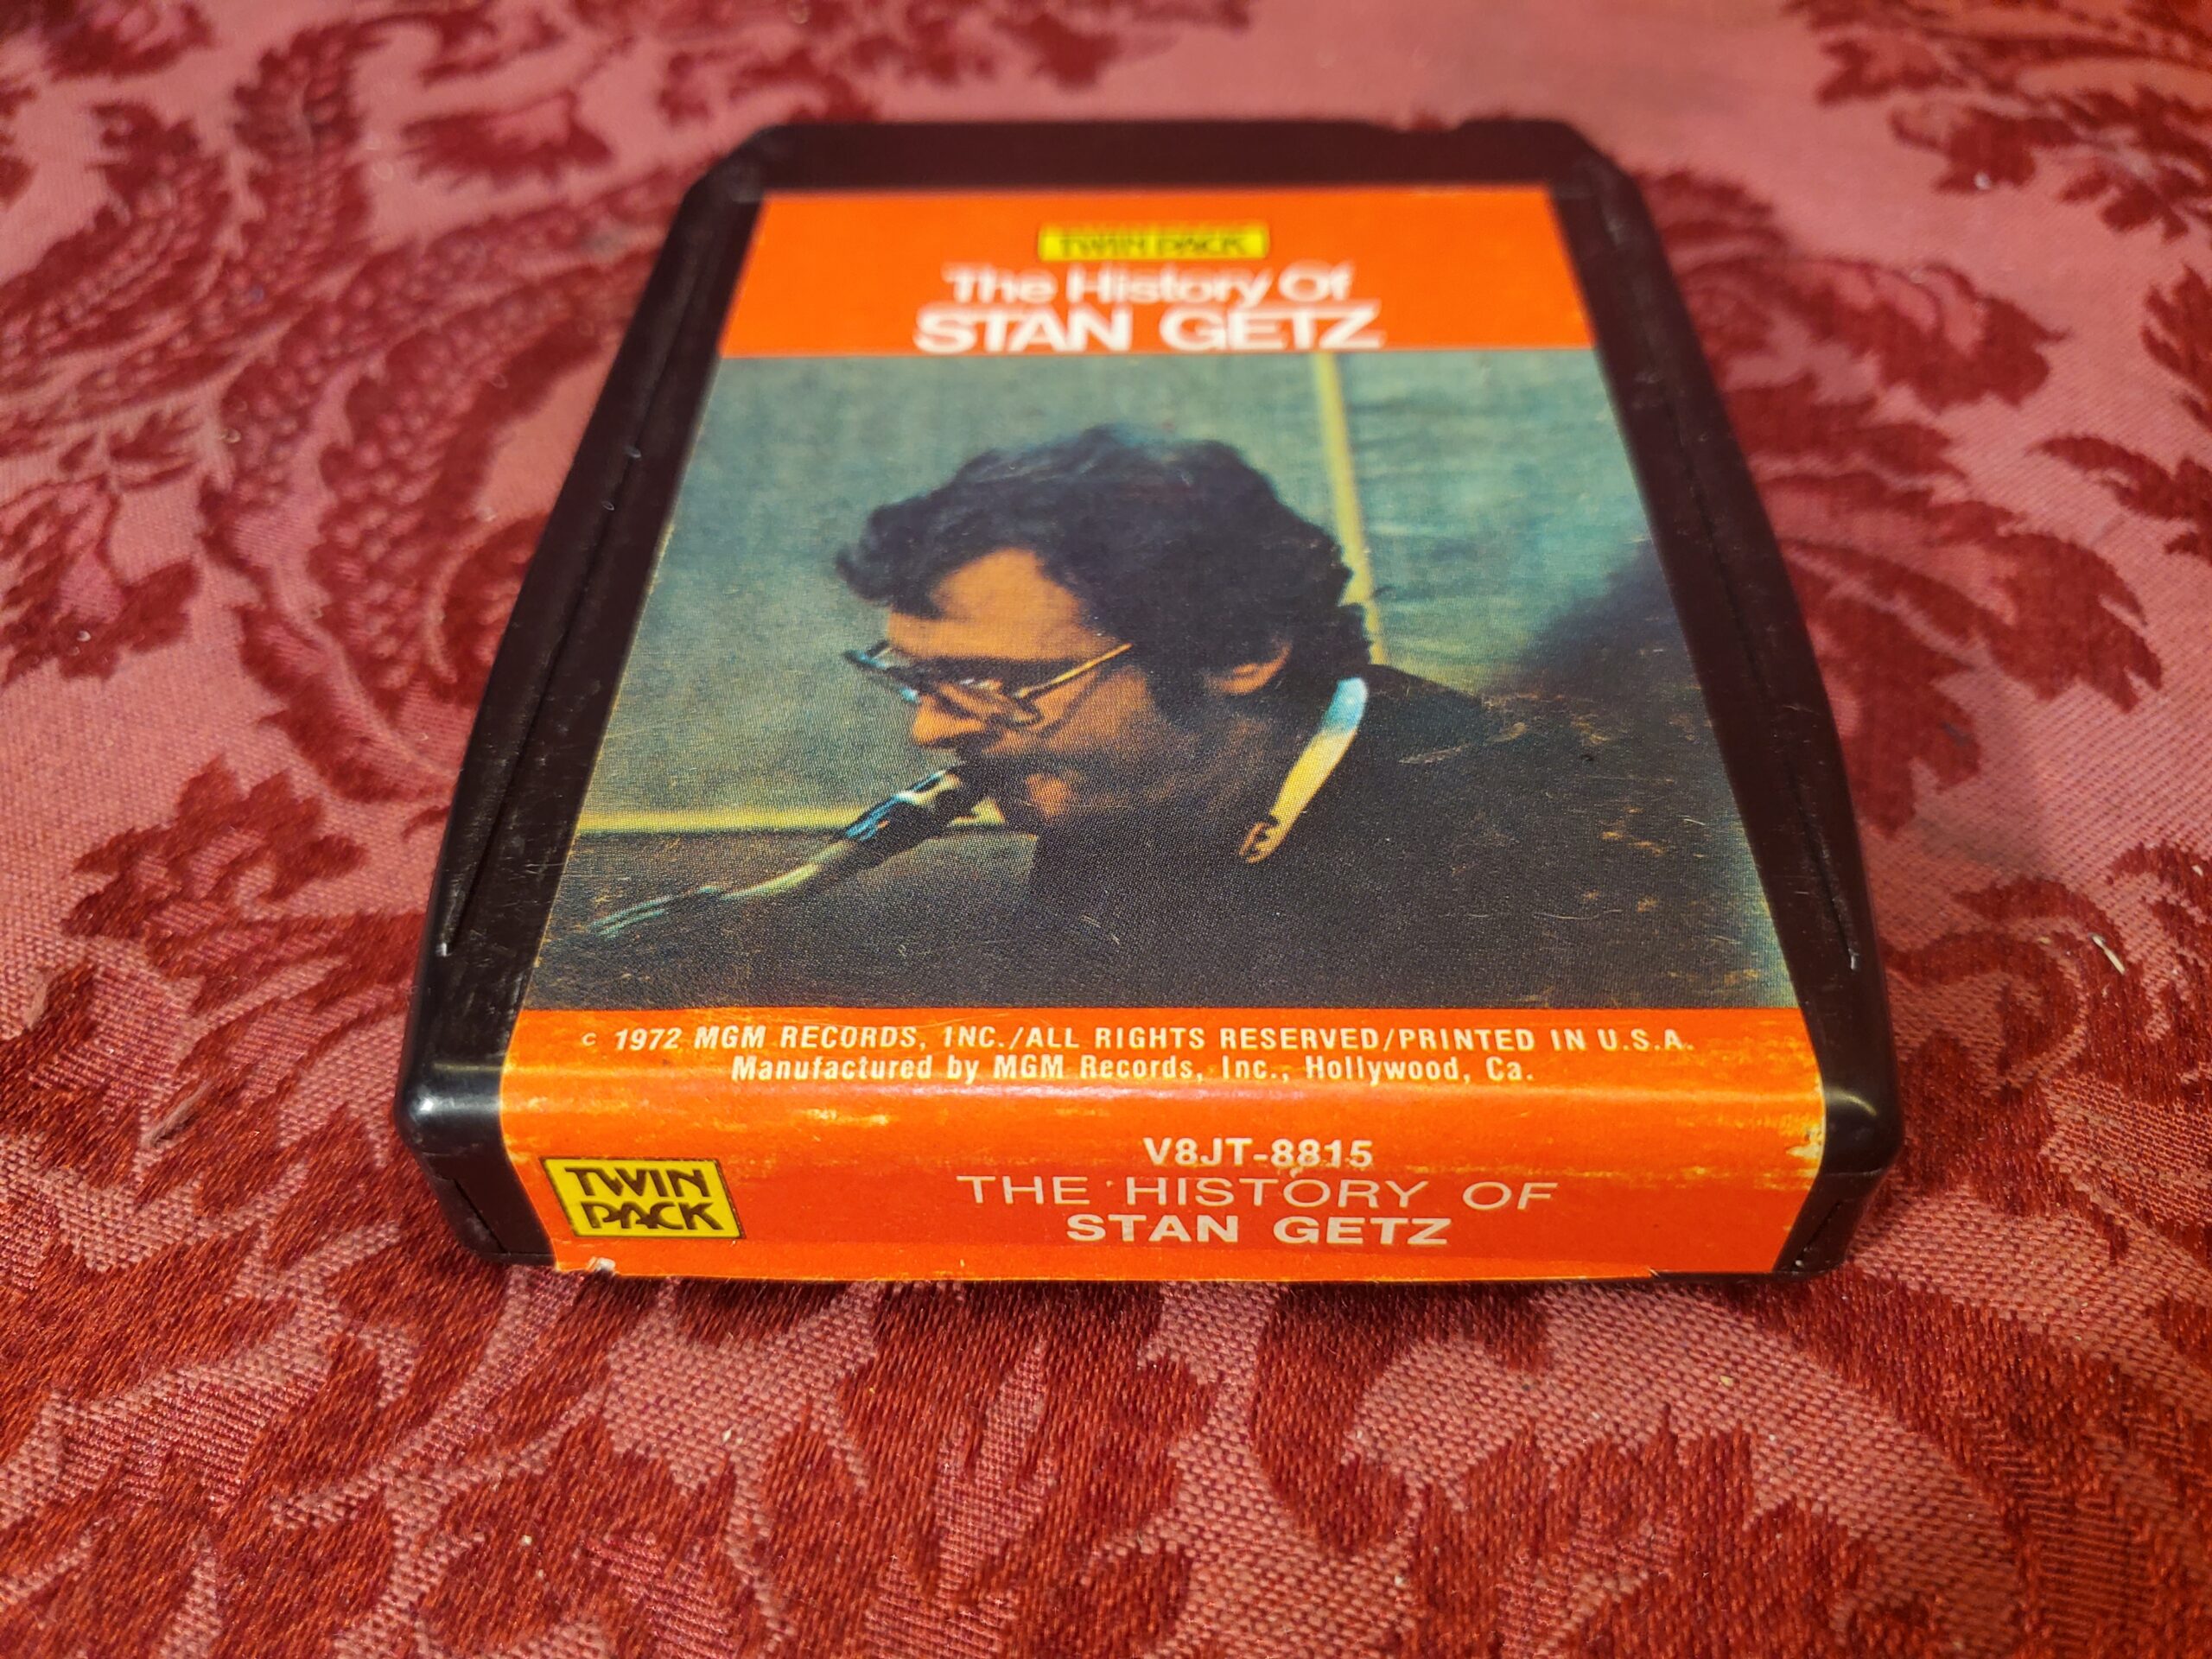 TWIN PACK
The History Of
STAN GETZ
c 1972 MGM RECORDS, INC./ALL RIGHTS RESERVED/PRINTED IN U.S.A.
Manufactured by MGM Records, Inc., Hollywood, Ca.
V8JT-8815
THE HISTORY OF
STAN GETZ
TWIN
PACK